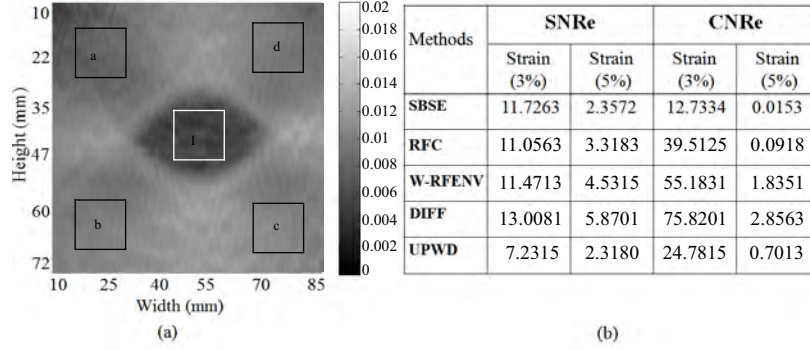 10
22
35
47
60
72
Height (mm)
a
d
I
b
c
10 25 40 55 70 85
Width (mm)
0.02
0.018
0.016
0.014
0.012
0.010
0.008
0.006
0.004
0.002
0
(a)
Methods SNRe CNRe
Strain (3%) Strain (5%) Strain (3%) Strain (5%)
SBSE 11.7263 2.3572 12.7334 0.0153
RFC 11.0563 3.3183 39.5125 0.0918
W-RFENV 11.4713 4.5315 55.1831 1.8351
DIFF 13.0081 5.8701 75.8201 2.8563
UPWD 7.2315 2.3180 24.7815 0.7013
(b)